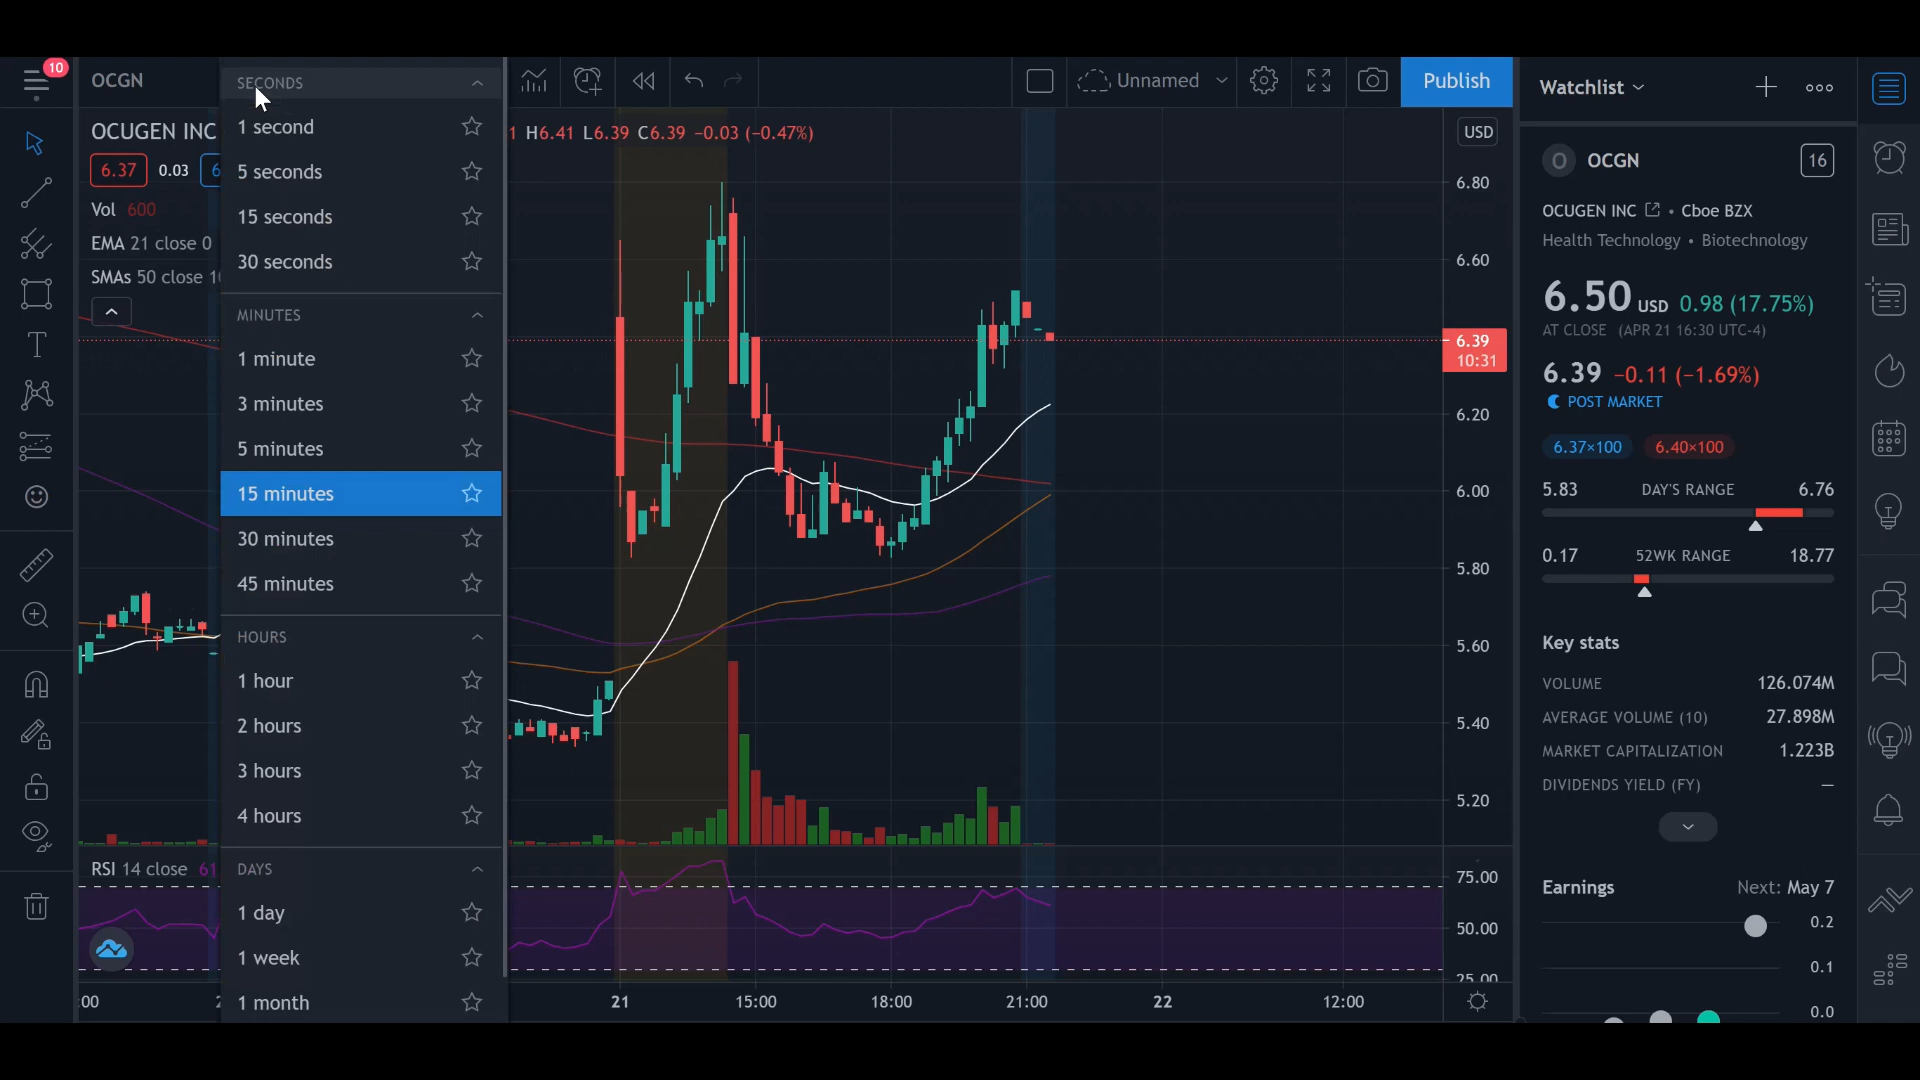 10
OCGN
Unnamed
Publish
OCUGEN INC
1 H6.41 L6.39 C6.39 −0.03 (−0.47%)
6.37 0.03 6
Vol 600
EMA 21 close 0
SMAs 50 close 1
SECONDS
1 second
5 seconds
15 seconds
30 seconds
MINUTES
1 minute
3 minutes
5 minutes
15 minutes
30 minutes
45 minutes
HOURS
1 hour
2 hours
3 hours
4 hours
DAYS
1 day
1 week
1 month
RSI 14 close 61
USD
6.80
6.60
6.39
10:31
6.20
6.00
5.80
5.60
5.40
5.20
75.00
50.00
25.00
:00
21
15:00
18:00
21:00
22
12:00
Watchlist
O OCGN 16
OCUGEN INC • Cboe BZX
Health Technology • Biotechnology
6.50 USD 0.98 (17.75%)
AT CLOSE (APR 21 16:30 UTC-4)
6.39 −0.11 (−1.69%)
POST MARKET
6.37×100 6.40×100
5.83 DAY'S RANGE 6.76
0.17 52WK RANGE 18.77
Key stats
VOLUME 126.074M
AVERAGE VOLUME (10) 27.898M
MARKET CAPITALIZATION 1.223B
DIVIDENDS YIELD (FY) —
Earnings Next: May 7
0.2
0.1
0.0